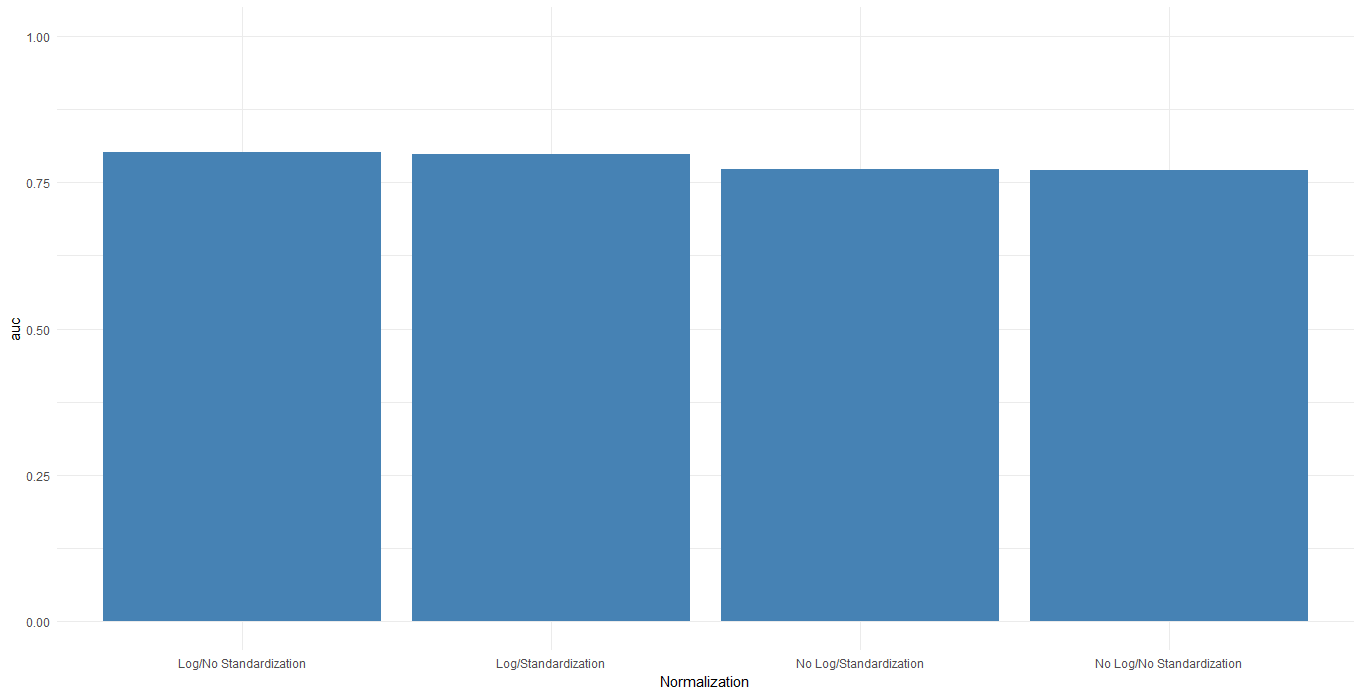 1.00
0.75
0.50
0.25
0.00
auc
Log/No Standardization
Log/Standardization
No Log/Standardization
No Log/No Standardization
Normalization